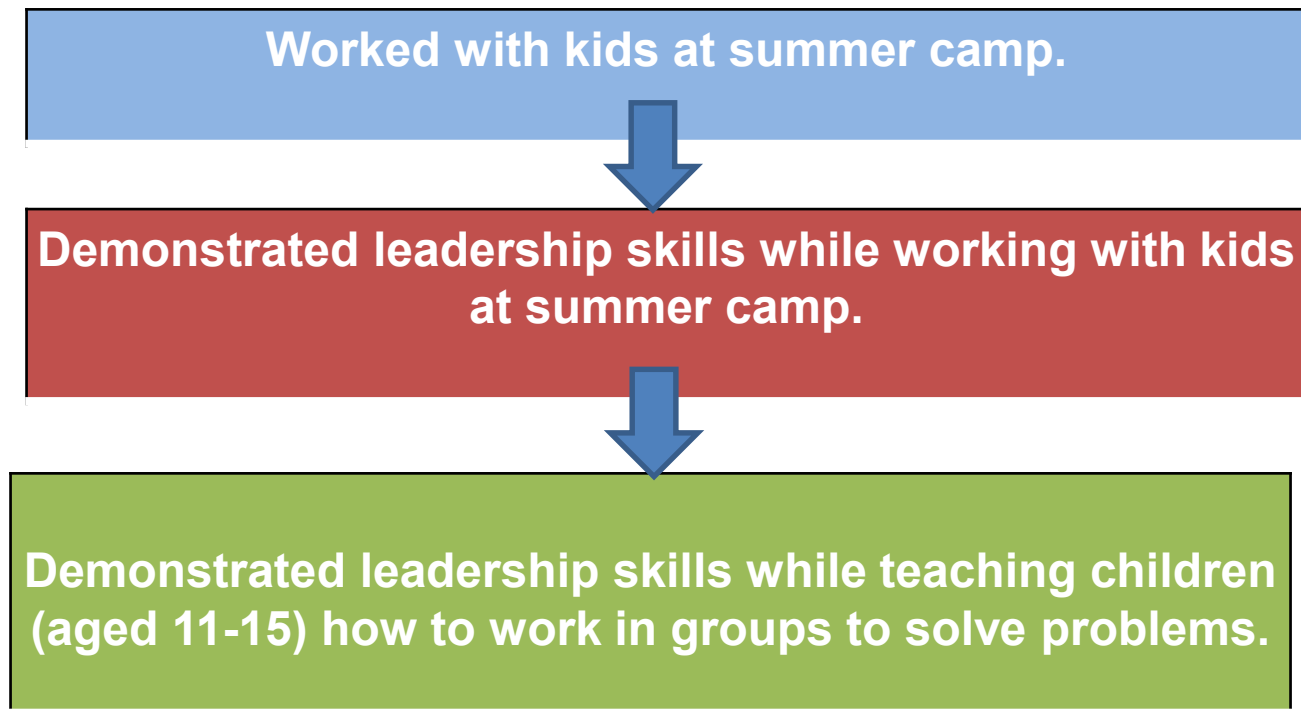 Worked with kids at summer camp.
Demonstrated leadership skills while working with kids
at summer camp.
Demonstrated leadership skills while teaching children
(aged 11-15) how to work in groups to solve problems.